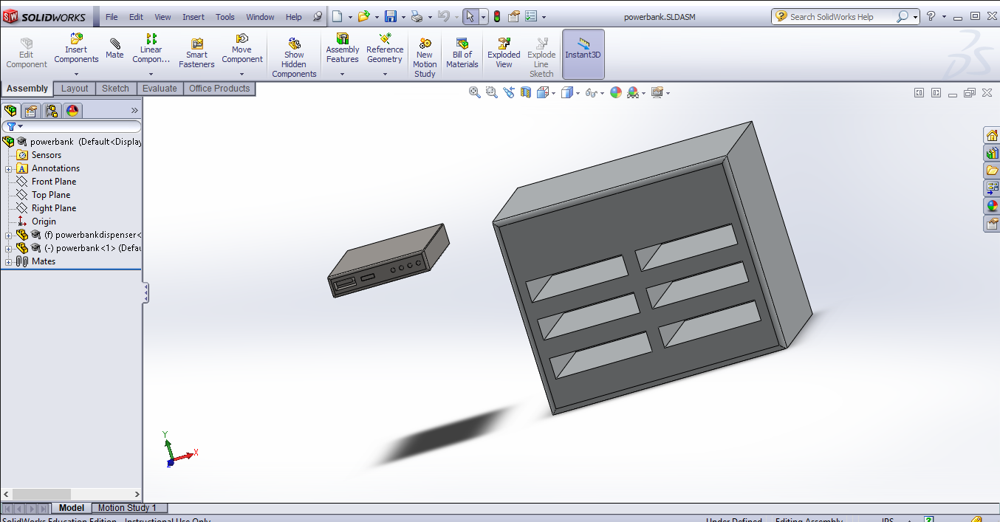 SW SOLIDWORKS File Edit View Insert Tools Window Help powerbank.SLDASM Search SolidWorks Help
Edit Component
Insert Components
Mate
Linear Compon...
Smart Fasteners
Move Component
Show Hidden Components
Assembly Features
Reference Geometry
New Motion Study
Bill of Materials
Exploded View
Explode Line Sketch
Instant3D
Assembly Layout Sketch Evaluate Office Products
powerbank (Default<Display
Sensors
A Annotations
Front Plane
Top Plane
Right Plane
Origin
(f) powerbankdispenser<
(-) powerbank<1> (Defau
Mates
Y
X
Z
Model Motion Study 1
SolidWorks Education Edition - Instructional Use Only Under Defined Editing Assembly IPS